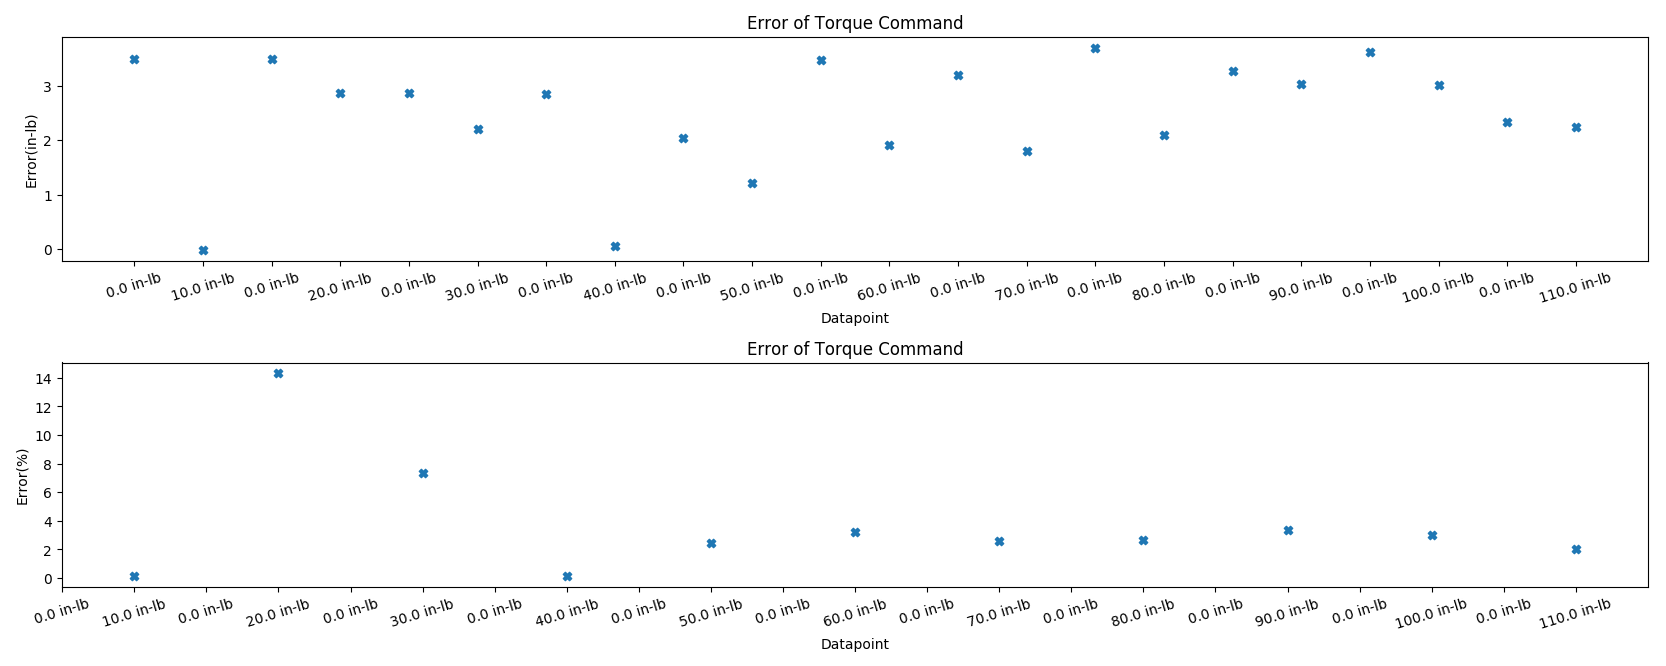 Error of Torque Command
3
2
1
0
Error(in-lb)
0.0 in-lb 10.0 in-lb 0.0 in-lb 20.0 in-lb 0.0 in-lb 30.0 in-lb 0.0 in-lb 40.0 in-lb 0.0 in-lb 50.0 in-lb 0.0 in-lb 60.0 in-lb 0.0 in-lb 70.0 in-lb 0.0 in-lb 80.0 in-lb 0.0 in-lb 90.0 in-lb 0.0 in-lb 100.0 in-lb 0.0 in-lb 110.0 in-lb
Datapoint
Error of Torque Command
14
12
10
8
6
4
2
0
Error(%)
0.0 in-lb 10.0 in-lb 0.0 in-lb 20.0 in-lb 0.0 in-lb 30.0 in-lb 0.0 in-lb 40.0 in-lb 0.0 in-lb 50.0 in-lb 0.0 in-lb 60.0 in-lb 0.0 in-lb 70.0 in-lb 0.0 in-lb 80.0 in-lb 0.0 in-lb 90.0 in-lb 0.0 in-lb 100.0 in-lb 0.0 in-lb 110.0 in-lb
Datapoint